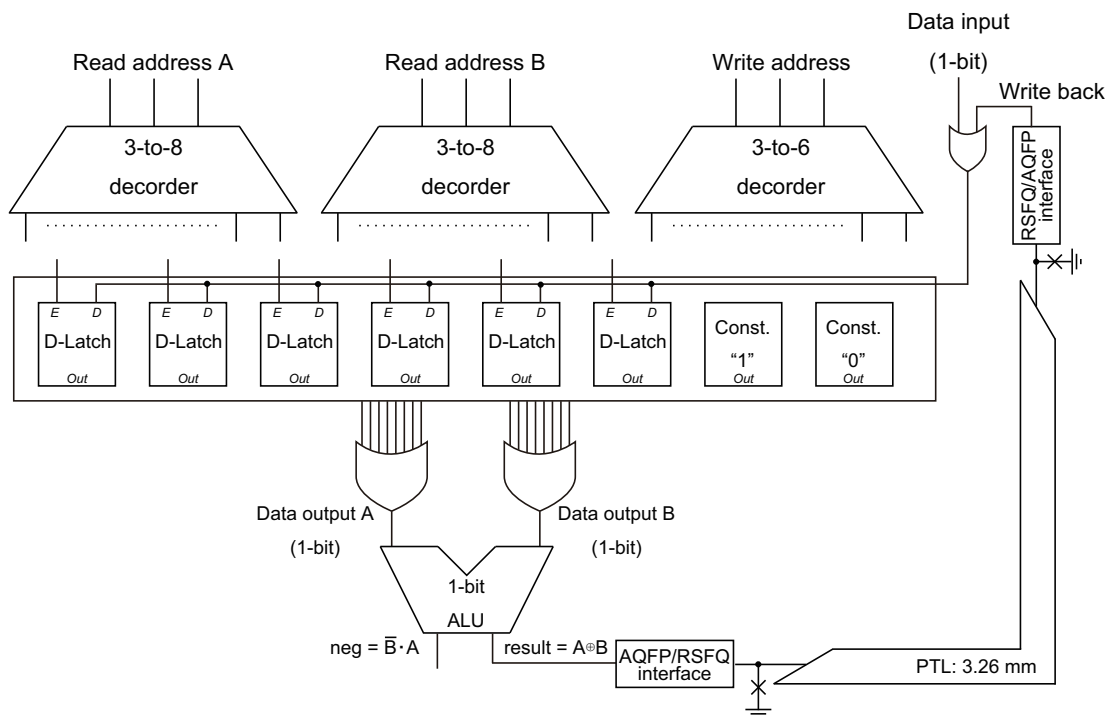 Data input
(1-bit)
Read address A
Read address B
Write address
Write back
3-to-8
decorder
3-to-8
decorder
3-to-6
decorder
RSFQ/AQFP
interface
E D
D-Latch
Out
E D
D-Latch
Out
E D
D-Latch
Out
E D
D-Latch
Out
E D
D-Latch
Out
E D
D-Latch
Out
Const.
“1”
Out
Const.
“0”
Out
Data output A
(1-bit)
Data output B
(1-bit)
1-bit
ALU
neg = B̅·A
result = A⊕B
AQFP/RSFQ
interface
PTL: 3.26 mm